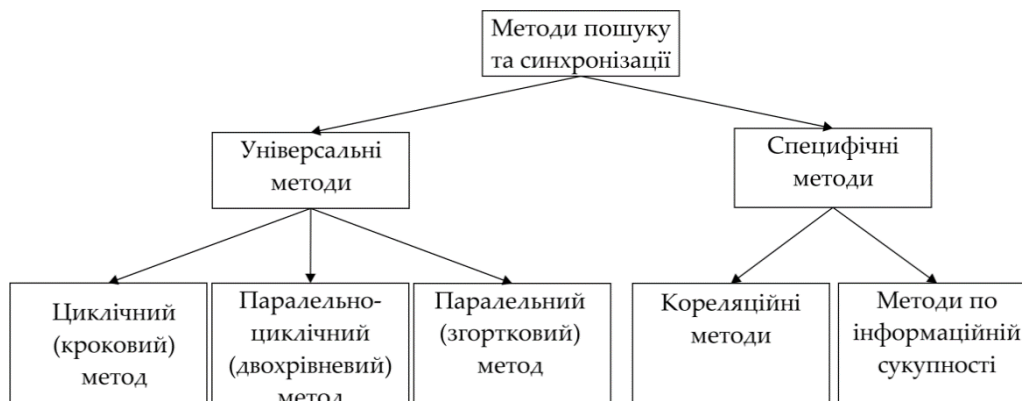 Методи пошуку
та синхронізації
Універсальні
методи
Специфічні
методи
Циклічний
(кроковий)
метод
Паралельно-
циклічний
(двохрівневий)
метод
Паралельний
(згортковий)
метод
Кореляційні
методи
Методи по
інформаційній
сукупності